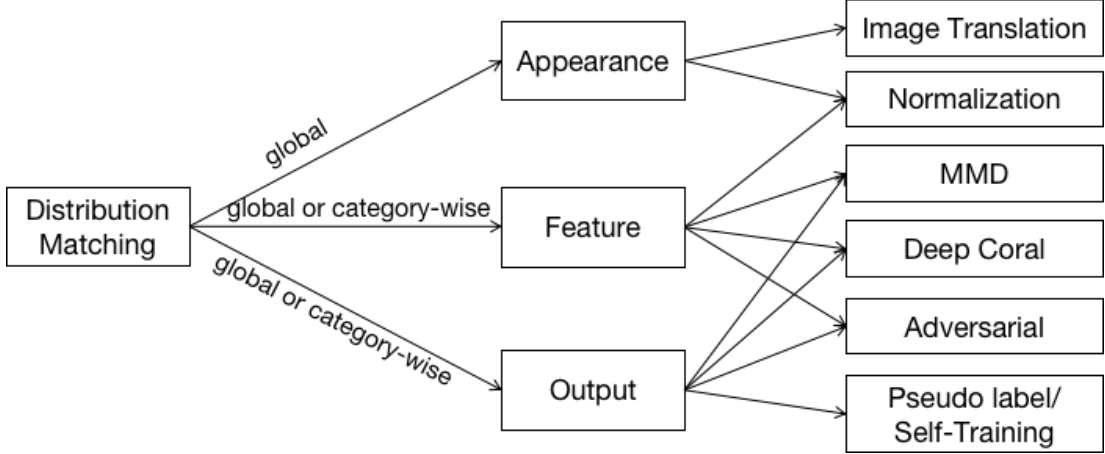 Distribution
Matching
global
global or category-wise
global or category-wise
Appearance
Feature
Output
Image Translation
Normalization
MMD
Deep Coral
Adversarial
Pseudo label/
Self-Training